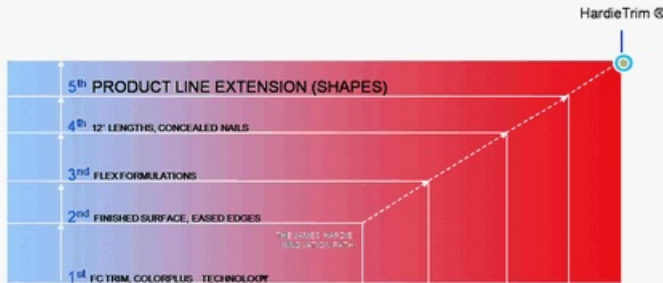 HardieTrim ®
5th PRODUCT LINE EXTENSION (SHAPES)
4th 12' LENGTHS, CONCEALED NAILS
3nd FLEX FORMULATIONS
2nd FINISHED SURFACE, EASED EDGES
THE JAMES HARDIE
INNOVATION PATH
1st FC TRIM, COLORPLUS TECHNOLOGY